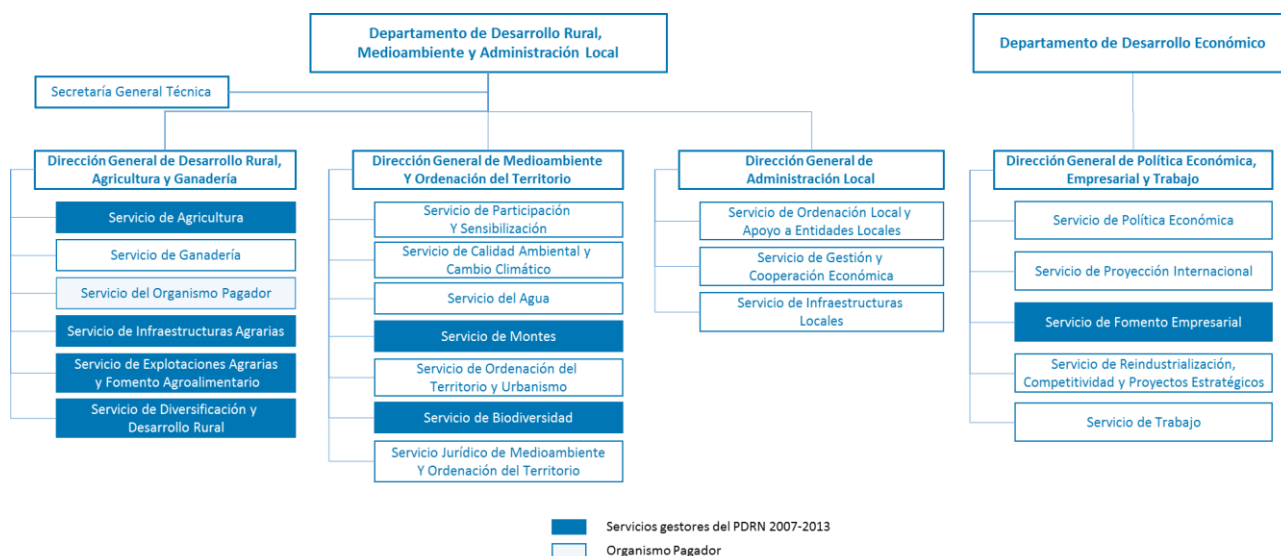 Departamento de Desarrollo Rural,
Medioambiente y Administración Local
Departamento de Desarrollo Económico
Secretaría General Técnica
Dirección General de Desarrollo Rural,
Agricultura y Ganadería
Servicio de Agricultura
Servicio de Ganadería
Servicio del Organismo Pagador
Servicio de Infraestructuras Agrarias
Servicio de Explotaciones Agrarias
y Fomento Agroalimentario
Servicio de Diversificación y
Desarrollo Rural
Dirección General de Medioambiente
Y Ordenación del Territorio
Servicio de Participación
Y Sensibilización
Servicio de Calidad Ambiental y
Cambio Climático
Servicio del Agua
Servicio de Montes
Servicio de Ordenación del
Territorio y Urbanismo
Servicio de Biodiversidad
Servicio Jurídico de Medioambiente
Y Ordenación del Territorio
Dirección General de
Administración Local
Servicio de Ordenación Local y
Apoyo a Entidades Locales
Servicio de Gestión y
Cooperación Económica
Servicio de Infraestructuras
Locales
Dirección General de Política Económica,
Empresarial y Trabajo
Servicio de Política Económica
Servicio de Proyección Internacional
Servicio de Fomento Empresarial
Servicio de Reindustrialización,
Competitividad y Proyectos Estratégicos
Servicio de Trabajo
Servicios gestores del PDRN 2007-2013
Organismo Pagador